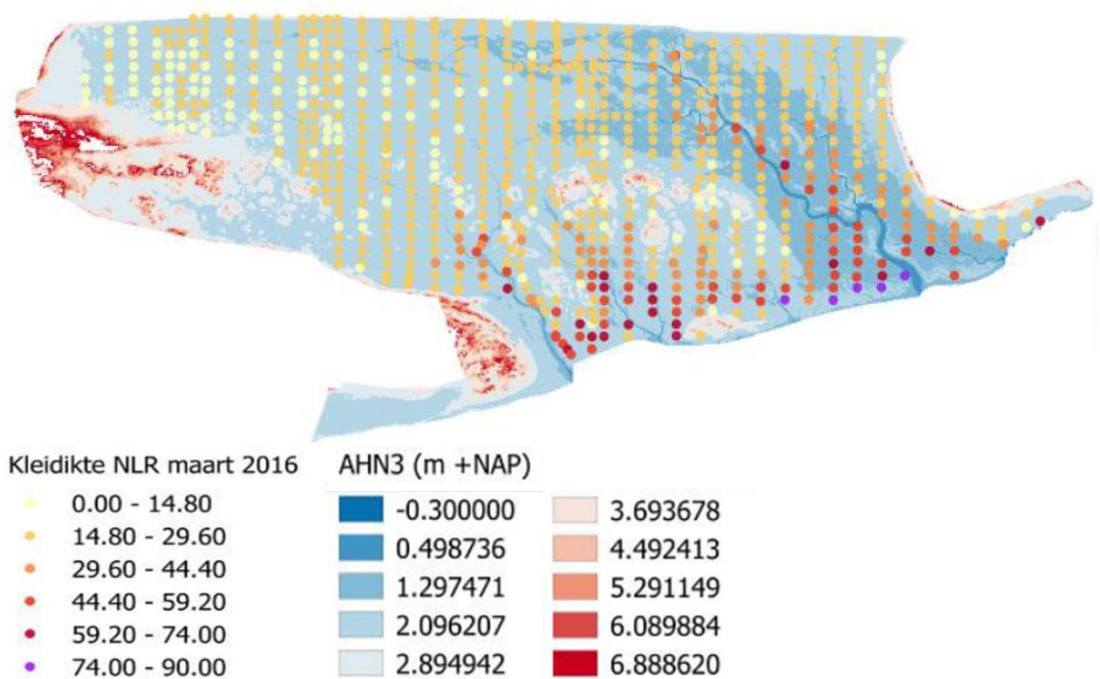 Kleidikte NLR maart 2016
0.00 - 14.80
14.80 - 29.60
29.60 - 44.40
44.40 - 59.20
59.20 - 74.00
74.00 - 90.00
AHN3 (m +NAP)
-0.300000
0.498736
1.297471
2.096207
2.894942
3.693678
4.492413
5.291149
6.089884
6.888620